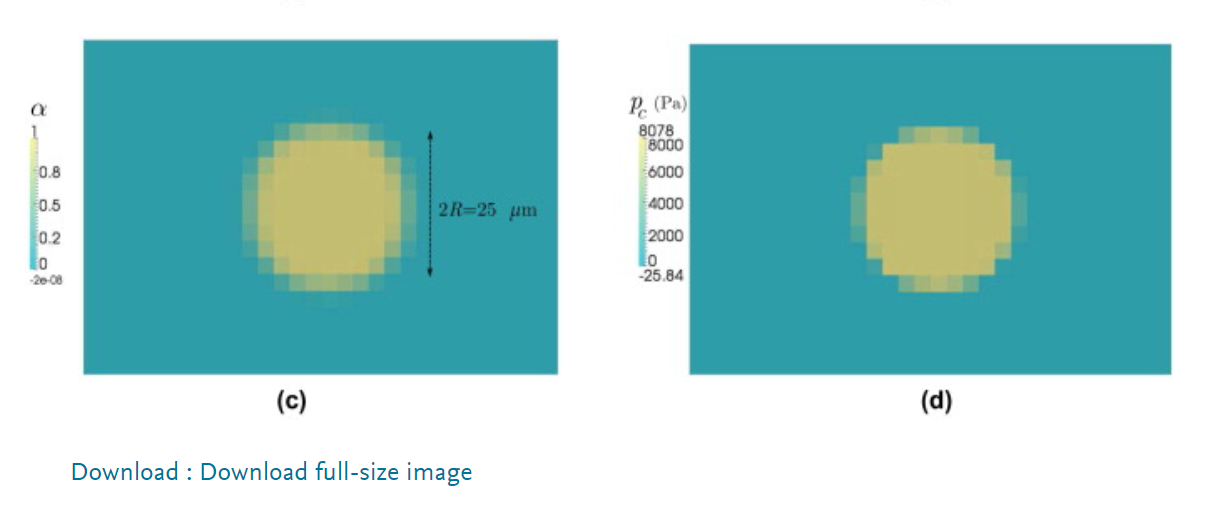 α
1
0.8
0.5
0.2
0
-2e-08
2R=25 μm
(c)
p_c (Pa)
8078
8000
6000
4000
2000
0
-25.84
(d)
Download : Download full-size image